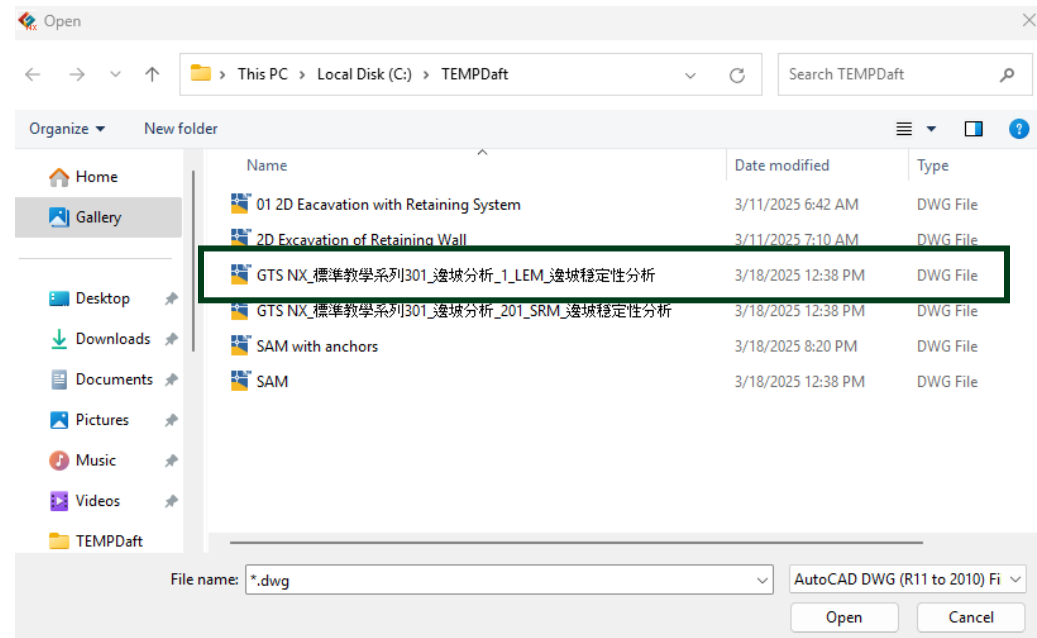 Open
This PC > Local Disk (C:) > TEMPDaft
Search TEMPDaft
Organize
New folder
Home
Gallery
Desktop
Downloads
Documents
Pictures
Music
Videos
TEMPDaft
Name Date modified Type
01 2D Eacavation with Retaining System 3/11/2025 6:42 AM DWG File
2D Excavation of Retaining Wall 3/11/2025 7:10 AM DWG File
GTS NX_標準教學系列301_邊坡分析_1_LEM_邊坡穩定性分析 3/18/2025 12:38 PM DWG File
GTS NX_標準教學系列301_邊坡分析_201_SRM_邊坡穩定性分析 3/18/2025 12:38 PM DWG File
SAM with anchors 3/18/2025 8:20 PM DWG File
SAM 3/18/2025 12:38 PM DWG File
File name: *.dwg AutoCAD DWG (R11 to 2010) Fi
Open Cancel